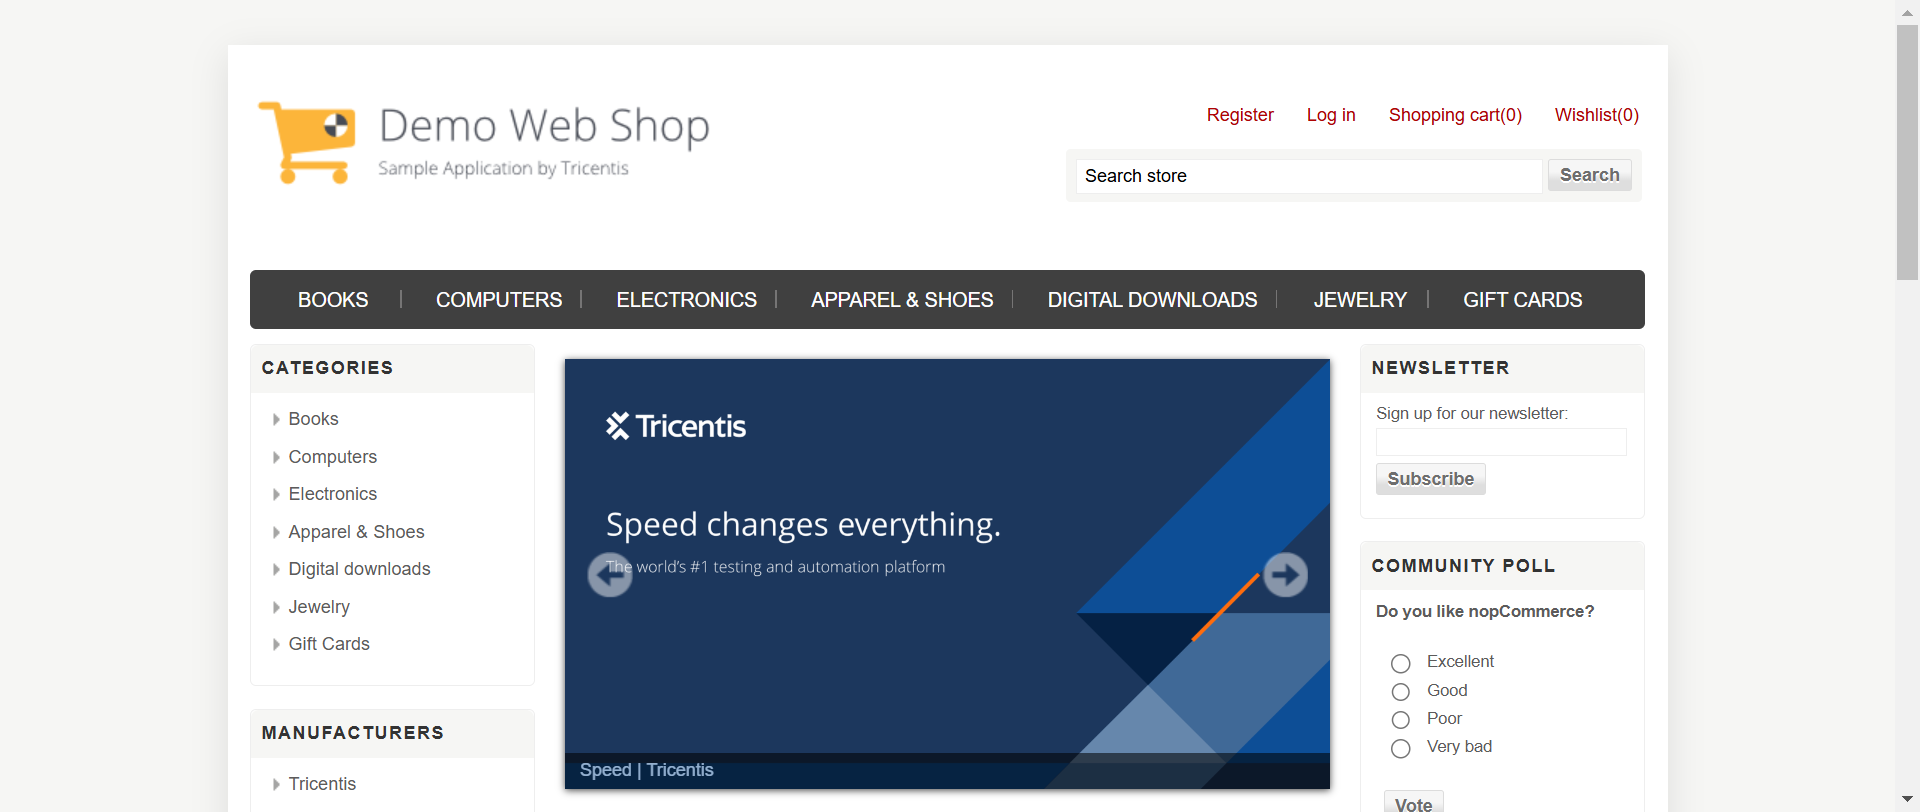 Demo Web Shop
Sample Application by Tricentis
Register Log in Shopping cart(0) Wishlist(0)
Search store Search
BOOKS COMPUTERS ELECTRONICS APPAREL & SHOES DIGITAL DOWNLOADS JEWELRY GIFT CARDS
CATEGORIES
Books
Computers
Electronics
Apparel & Shoes
Digital downloads
Jewelry
Gift Cards
MANUFACTURERS
Tricentis
Tricentis
Speed changes everything.
The world's #1 testing and automation platform
Speed | Tricentis
NEWSLETTER
Sign up for our newsletter:
Subscribe
COMMUNITY POLL
Do you like nopCommerce?
Excellent
Good
Poor
Very bad
Vote